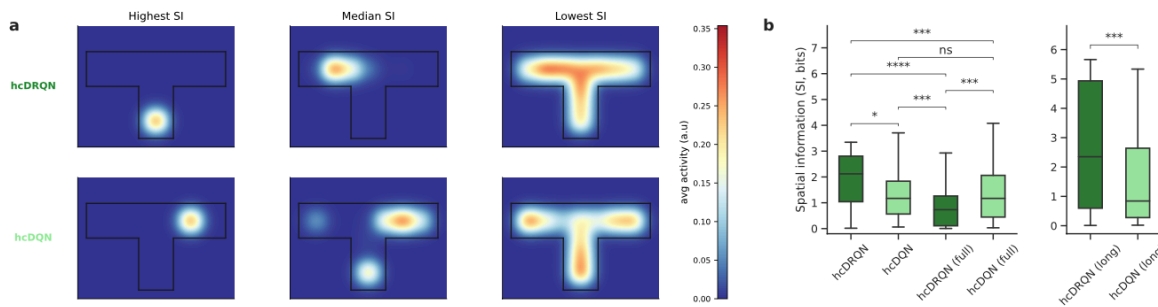 a
Highest SI
Median SI
Lowest SI
hcDRQN
hcDQN
0.35
0.30
0.25
0.20
0.15
0.10
0.05
0.00
avg activity (a.u)
b
Spatial information (SI, bits)
7
6
5
4
3
2
1
0
***
ns
****
***
***
*
hcDRQN
hcDQN
hcDRQN (full)
hcDQN (full)
6
5
4
3
2
1
0
***
hcDRQN (long)
hcDQN (long)